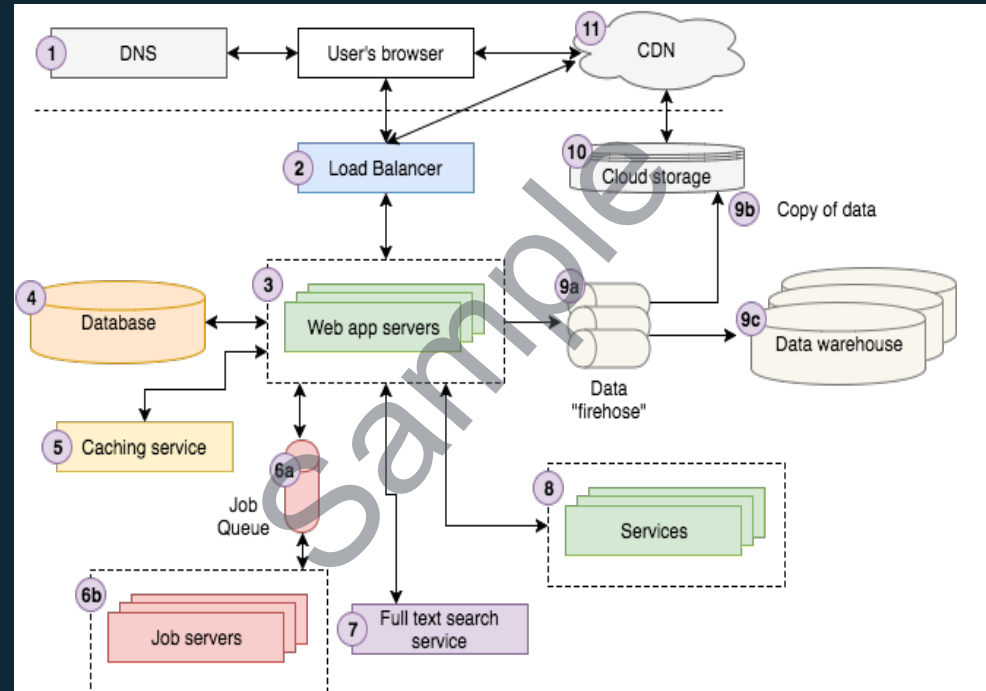 1
DNS
User's browser
11
CDN
2
Load Balancer
10
Cloud storage
9b
Copy of data
3
Web app servers
4
Database
9a
Data
"firehose"
9c
Data warehouse
5
Caching service
6a
Job
Queue
8
Services
6b
Job servers
7
Full text search
service
Sample